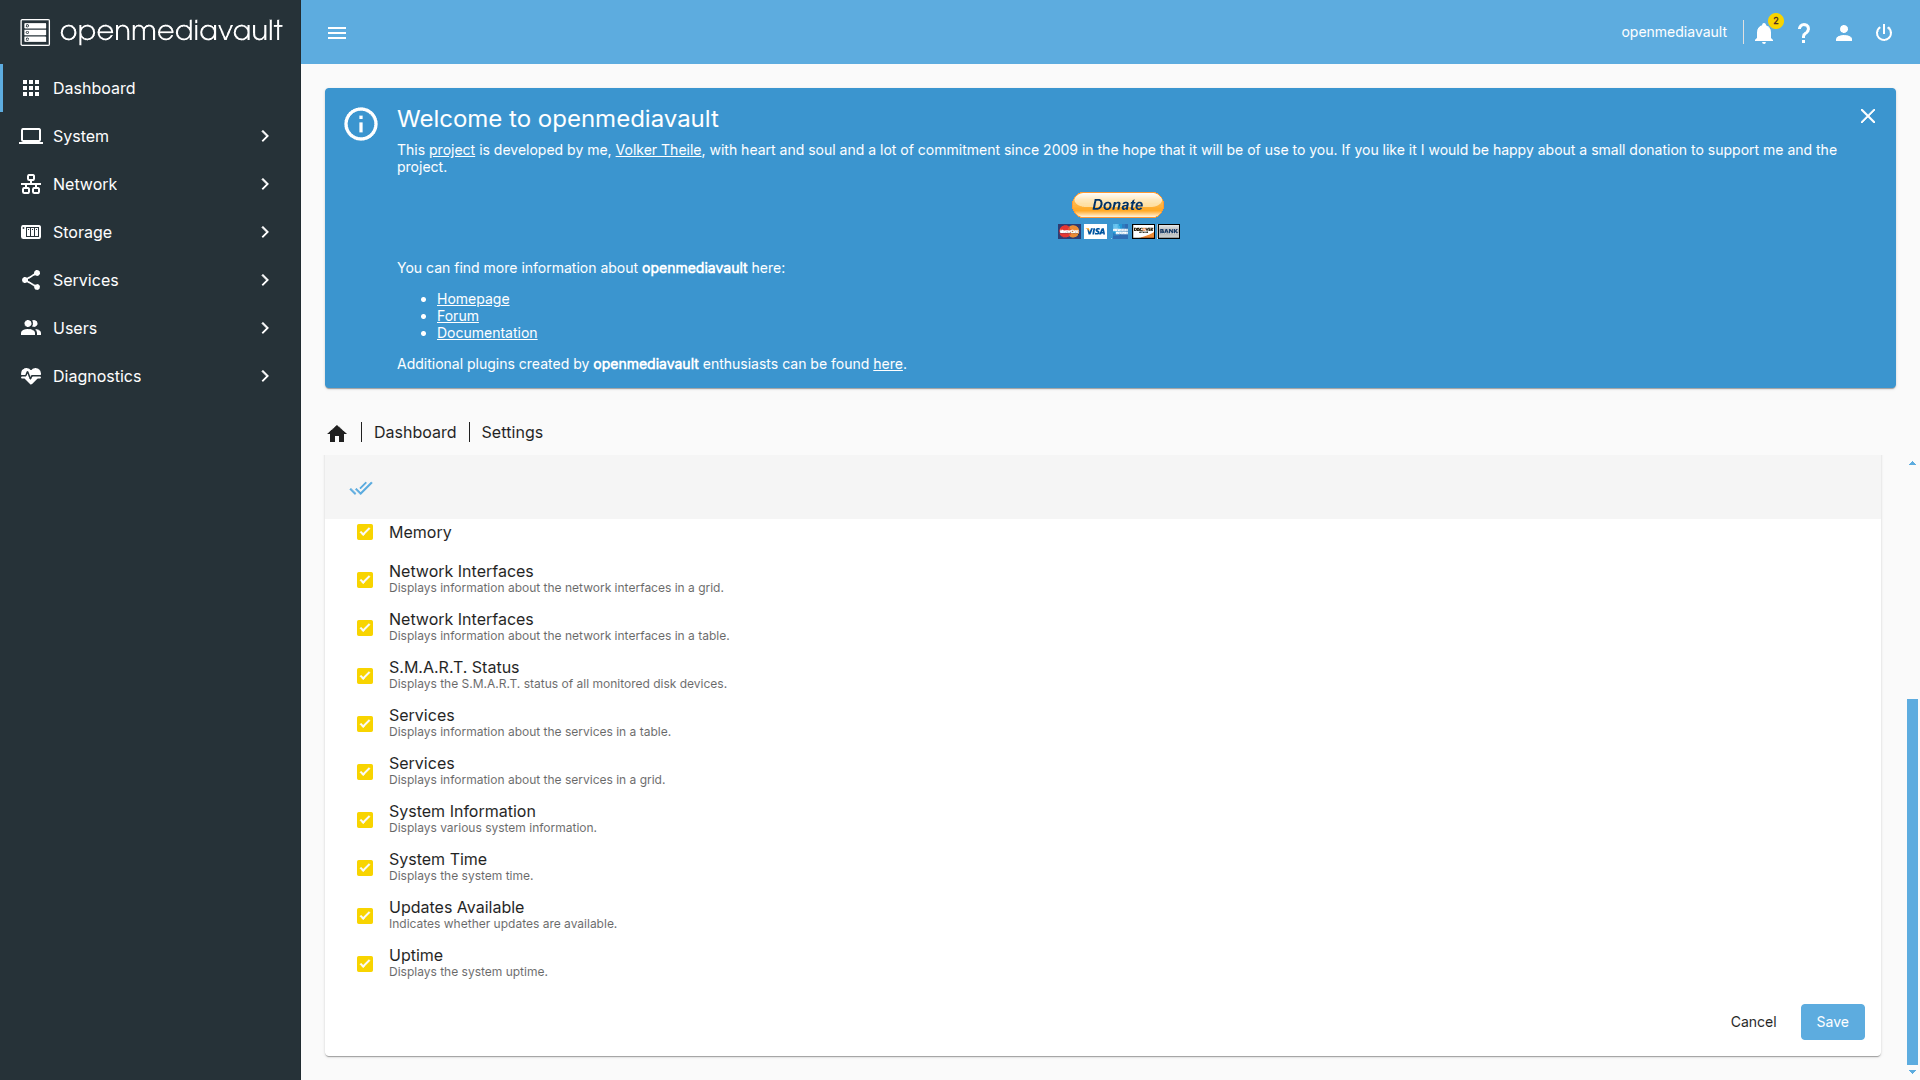 openmediavault
openmediavault
2
Dashboard
System
Network
Storage
Services
Users
Diagnostics
Welcome to openmediavault
This project is developed by me, Volker Theile, with heart and soul and a lot of commitment since 2009 in the hope that it will be of use to you. If you like it I would be happy about a small donation to support me and the
project.
Donate
VISA
BANK
You can find more information about openmediavault here:
Homepage
Forum
Documentation
Additional plugins created by openmediavault enthusiasts can be found here.
Dashboard
Settings
Memory
Network Interfaces
Displays information about the network interfaces in a grid.
Network Interfaces
Displays information about the network interfaces in a table.
S.M.A.R.T. Status
Displays the S.M.A.R.T. status of all monitored disk devices.
Services
Displays information about the services in a table.
Services
Displays information about the services in a grid.
System Information
Displays various system information.
System Time
Displays the system time.
Updates Available
Indicates whether updates are available.
Uptime
Displays the system uptime.
Cancel
Save